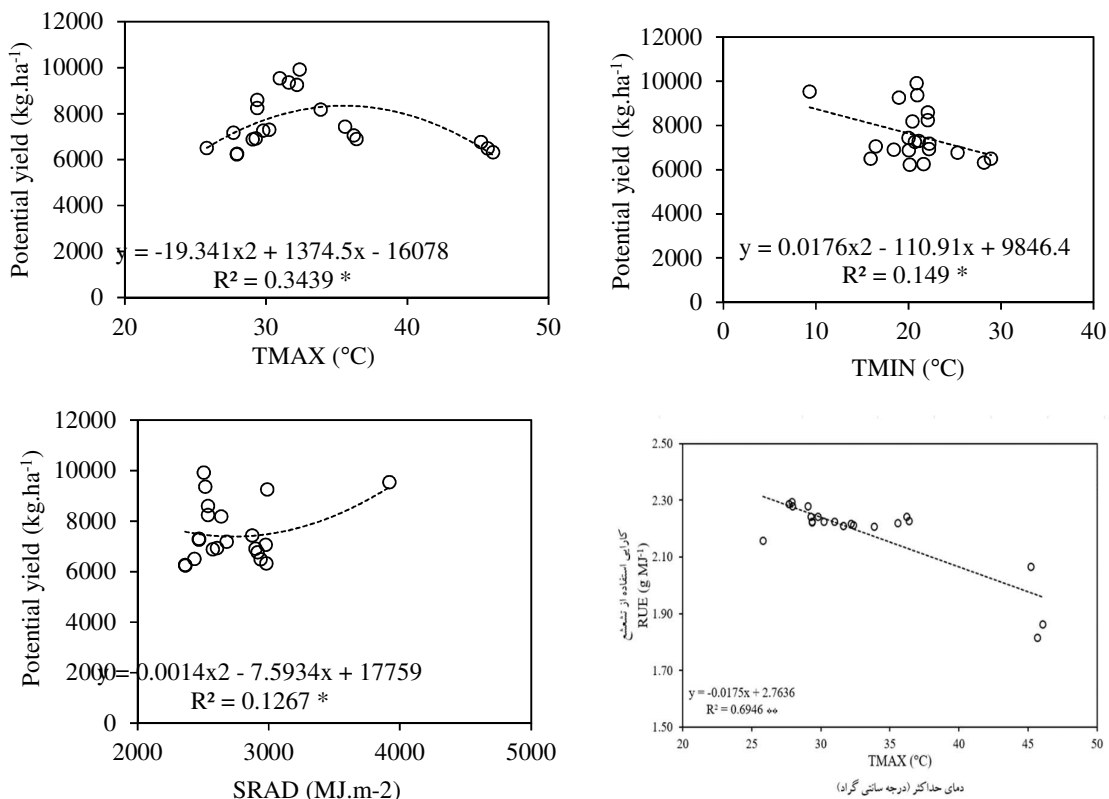 12000
10000
8000
6000
4000
2000
0
Potential yield (kg.ha-1)
y = -19.341x2 + 1374.5x - 16078
R² = 0.3439 *
20 30 40 50
TMAX (°C)
12000
10000
8000
6000
4000
2000
0
Potential yield (kg.ha-1)
y = 0.0176x2 - 110.91x + 9846.4
R² = 0.149 *
0 10 20 30 40
TMIN (°C)
12000
10000
8000
6000
4000
2000
0
Potential yield (kg.ha-1)
y = 0.0014x2 - 7.5934x + 17759
R² = 0.1267 *
2000 3000 4000 5000
SRAD (MJ.m-2)
2.50
2.30
2.10
1.90
1.70
1.50
کارایی استفاده از تشعشع
RUE (g MJ-1)
y = -0.0175x + 2.7636
R² = 0.6946 **
20 25 30 35 40 45 50
TMAX (°C)
دمای حداکثر (درجه سانتی گراد)